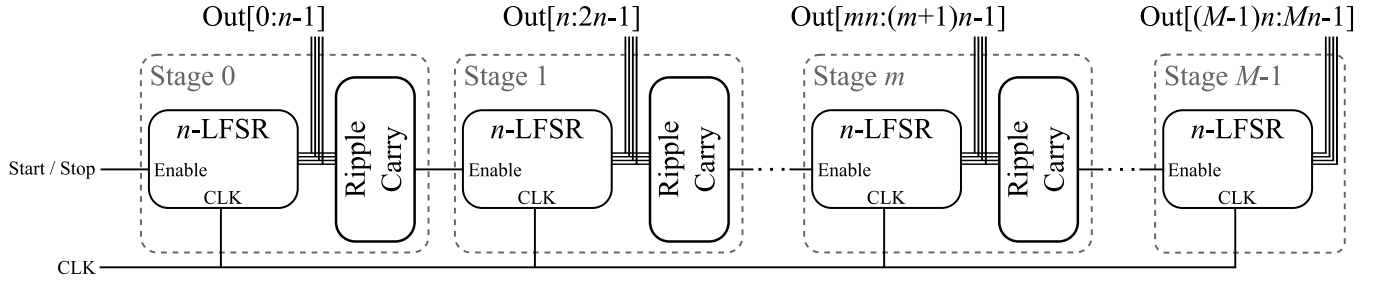 Out[0:n-1]
Out[n:2n-1]
Out[mn:(m+1)n-1]
Out[(M-1)n:Mn-1]
Stage 0
Stage 1
Stage m
Stage M-1
n-LFSR
Enable
CLK
Ripple
Carry
n-LFSR
Enable
CLK
Ripple
Carry
n-LFSR
Enable
CLK
Ripple
Carry
n-LFSR
Enable
CLK
Start / Stop
CLK